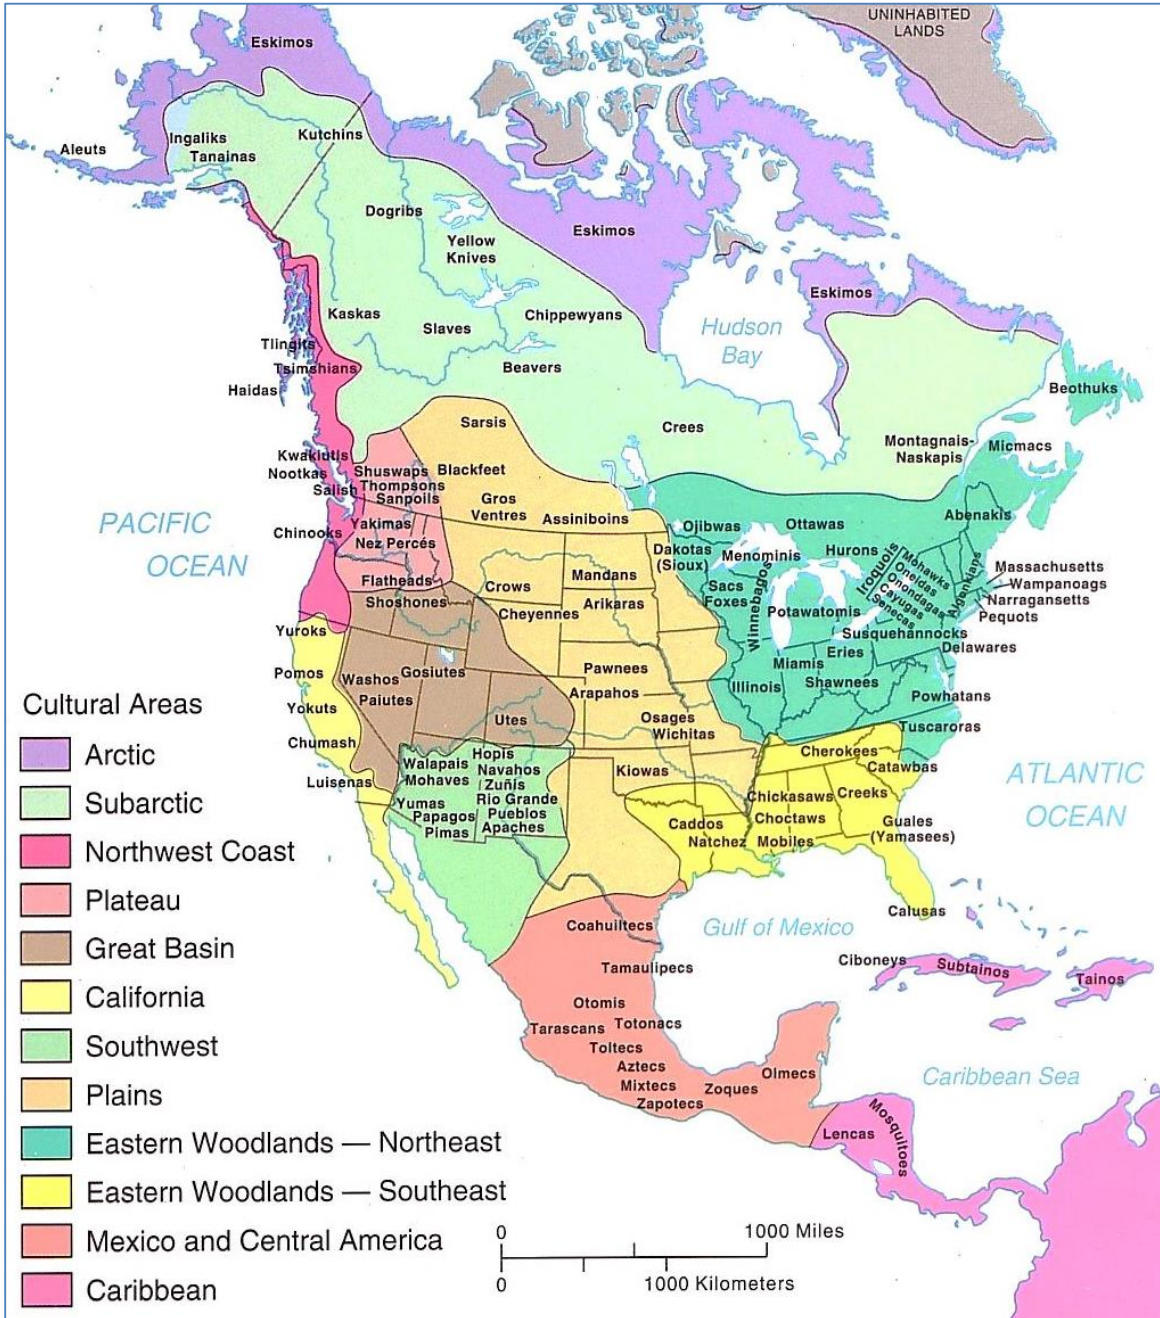 UNINHABITED
LANDS
Eskimos
Aleuts
Ingaliks
Tanainas
Kutchins
Dogribs
Yellow
Knives
Eskimos
Eskimos
Kaskas
Slaves
Chippewyans
Beavers
Hudson
Bay
Tlingits
Tsimshians
Haidas
Beothuks
Sarsis
Crees
Montagnais-
Naskapis
Micmacs
Kwakiutls
Nootkas
Salish
Shuswaps
Thompsons
Sanpoils
Blackfeet
Gros
Ventres
Assiniboins
PACIFIC
OCEAN
Chinooks
Yakimas
Nez Percés
Flatheads
Ojibwas
Ottawas
Abenakis
Dakotas
(Sioux)
Menominis
Hurons
Iroquois
Mohawks
Oneidas
Onondagas
Cayugas
Senecas
Algonkians
Massachusetts
Wampanoags
Narragansetts
Pequots
Crows
Mandans
Sacs
Foxes
Winnebagos
Potawatomis
Shoshones
Cheyennes
Arikaras
Susquehannocks
Delawares
Yuroks
Pomos
Yokuts
Chumash
Luisenas
Washos
Paiutes
Gosiutes
Utes
Pawnees
Arapahos
Osages
Wichitas
Kiowas
Miamis
Eries
Illinois
Shawnees
Powhatans
Tuscaroras
Cherokees
Catawbas
Walapais
Mohaves
Yumas
Papagos
Pimas
Hopis
Navahos
Zuñis
Rio Grande
Pueblos
Apaches
Chickasaws
Creeks
Caddos
Choctaws
Natchez
Mobiles
Guales
(Yamasees)
Calusas
ATLANTIC
OCEAN
Coahuiltecs
Gulf of Mexico
Tamaulipecs
Ciboneys
Subtainos
Tainos
Otomis
Tarascans
Totonacs
Toltecs
Aztecs
Mixtecs
Zapotecs
Zoques
Olmecs
Caribbean Sea
Lencas
Mosquitoes
Cultural Areas
Arctic
Subarctic
Northwest Coast
Plateau
Great Basin
California
Southwest
Plains
Eastern Woodlands — Northeast
Eastern Woodlands — Southeast
Mexico and Central America
Caribbean
0 1000 Miles
0 1000 Kilometers